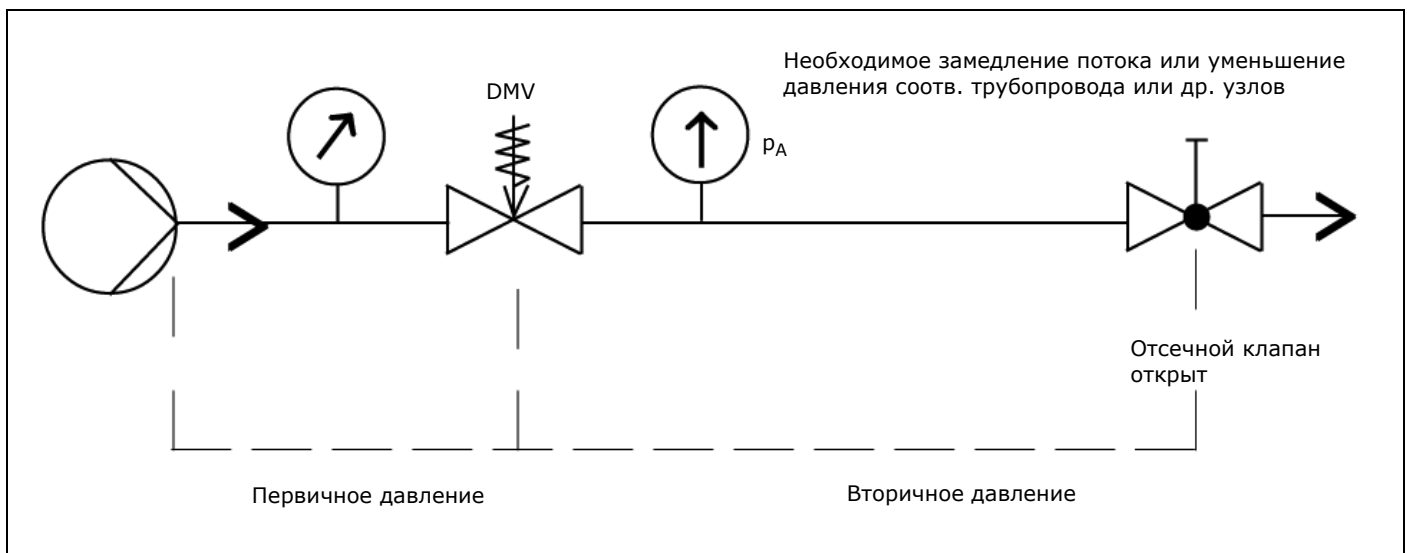 Необходимое замедление потока или уменьшение
давления соотв. трубопровода или др. узлов
DMV
pA
Отсечной клапан
открыт
Первичное давление
Вторичное давление